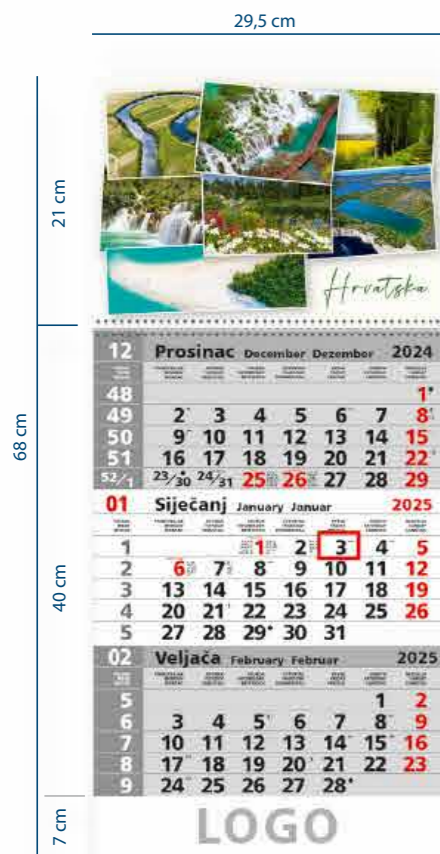 29,5 cm
21 cm
68 cm
40 cm
7 cm
Hrvatska
12 Prosinac December Dezember 2024
48 1
49 2 3 4 5 6 7 8
50 9 10 11 12 13 14 15
51 16 17 18 19 20 21 22
52/1 23/30 24/31 25 26 27 28 29
01 Siječanj January Januar 2025
1 1 2 3 4 5
2 6 7 8 9 10 11 12
3 13 14 15 16 17 18 19
4 20 21 22 23 24 25 26
5 27 28 29 30 31
02 Veljača February Februar 2025
5 1 2
6 3 4 5 6 7 8 9
7 10 11 12 13 14 15 16
8 17 18 19 20 21 22 23
9 24 25 26 27 28
LOGO